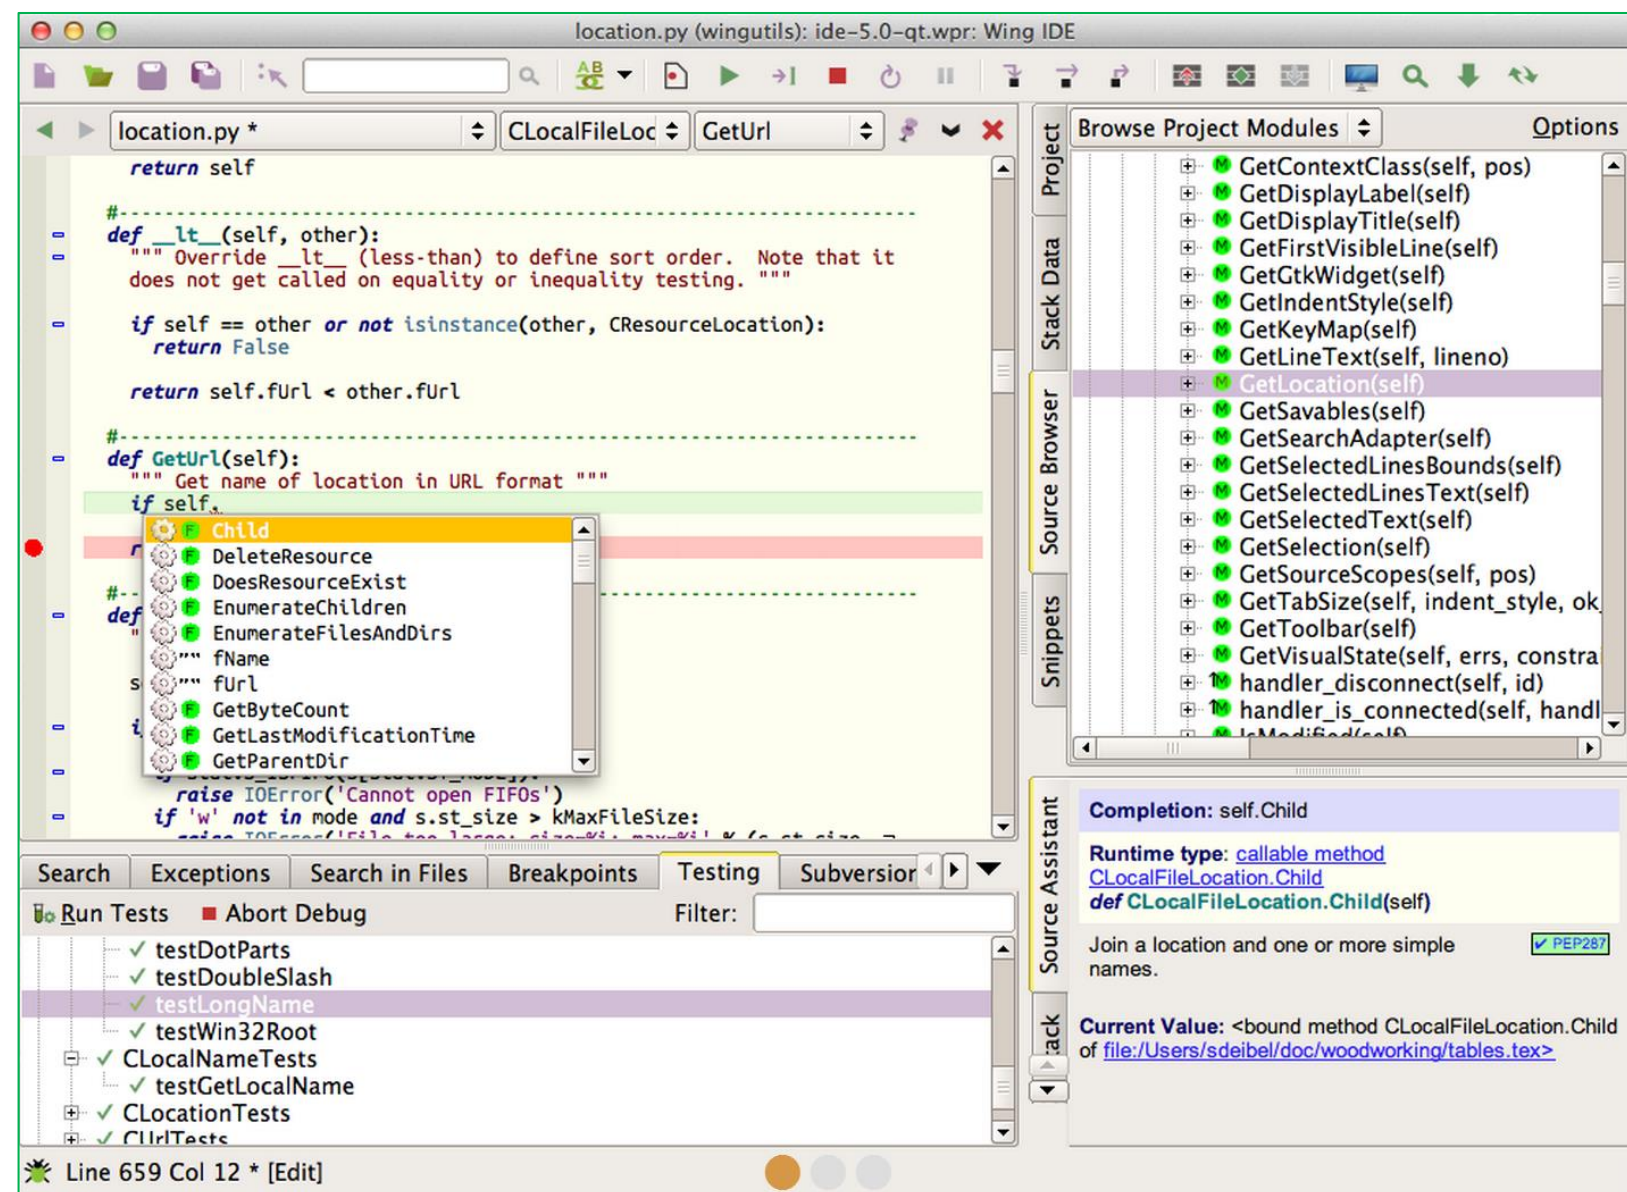 location.py (wingutils): ide-5.0-qt.wpr: Wing IDE
location.py *
CLocalFileLoc
GetUrl
return self
#----------------------------------------------------------------------
def __lt__(self, other):
""" Override __lt__ (less-than) to define sort order.  Note that it
does not get called on equality or inequality testing. """
if self == other or not isinstance(other, CResourceLocation):
return False
return self.fUrl < other.fUrl
#----------------------------------------------------------------------
def GetUrl(self):
""" Get name of location in URL format """
if self.
Child
DeleteResource
DoesResourceExist
EnumerateChildren
EnumerateFilesAndDirs
fName
fUrl
GetByteCount
GetLastModificationTime
GetParentDir
def
raise IOError('Cannot open FIFOs')
if 'w' not in mode and s.st_size > kMaxFileSize:
Project
Stack Data
Source Browser
Snippets
Browse Project Modules
Options
GetContextClass(self, pos)
GetDisplayLabel(self)
GetDisplayTitle(self)
GetFirstVisibleLine(self)
GetGtkWidget(self)
GetIndentStyle(self)
GetKeyMap(self)
GetLineText(self, lineno)
GetLocation(self)
GetSavables(self)
GetSearchAdapter(self)
GetSelectedLinesBounds(self)
GetSelectedLinesText(self)
GetSelectedText(self)
GetSelection(self)
GetSourceScopes(self, pos)
GetTabSize(self, indent_style, ok_
GetToolbar(self)
GetVisualState(self, errs, constrai
handler_disconnect(self, id)
handler_is_connected(self, handl
IsModified(self)
Search
Exceptions
Search in Files
Breakpoints
Testing
Subversior
Run Tests
Abort Debug
Filter:
testDotParts
testDoubleSlash
testLongName
testWin32Root
CLocalNameTests
testGetLocalName
CLocationTests
CUrlTests
Source Assistant
Completion: self.Child
Runtime type: callable method
CLocalFileLocation.Child
def CLocalFileLocation.Child(self)
Join a location and one or more simple
names.
PEP287
Current Value: <bound method CLocalFileLocation.Child
of file:/Users/sdeibel/doc/woodworking/tables.tex>
Line 659 Col 12 * [Edit]